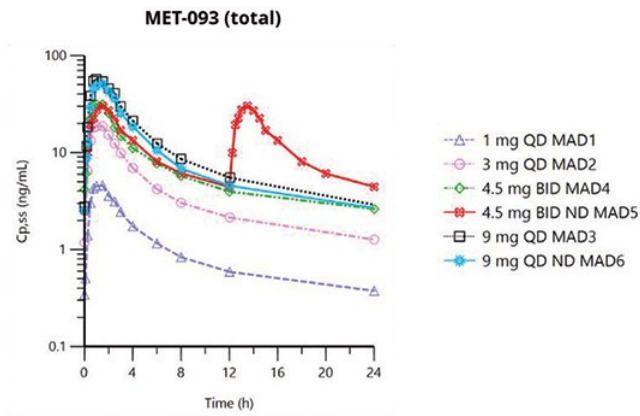 MET-093 (total)
100
10
1
0.1
Cp,ss (ng/mL)
0 4 8 12 16 20 24
Time (h)
1 mg QD MAD1
3 mg QD MAD2
4.5 mg BID MAD4
4.5 mg BID ND MAD5
9 mg QD MAD3
9 mg QD ND MAD6